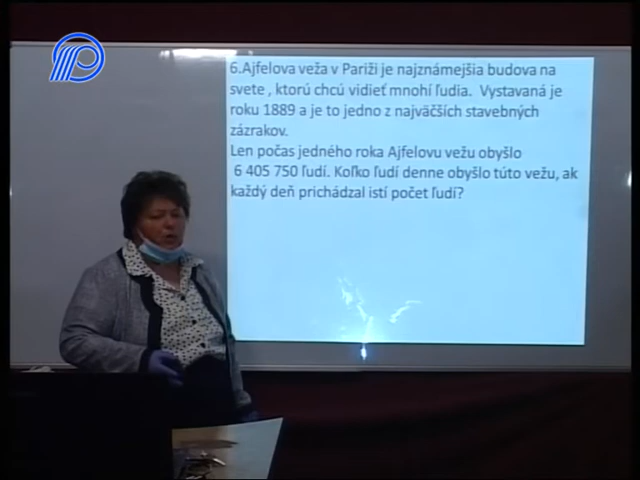 6.Ajfelova veža v Pariži je najznámejšia budova na
svete , ktorú chcú vidieť mnohí ľudia. Vystavaná je
roku 1889 a je to jedno z najväčších stavebných
zázrakov.
Len počas jedného roka Ajfelovu vežu obyšlo
6 405 750 ľudí. Koľko ľudí denne obyšlo túto vežu, ak
každý deň prichádzal istí počet ľudí?